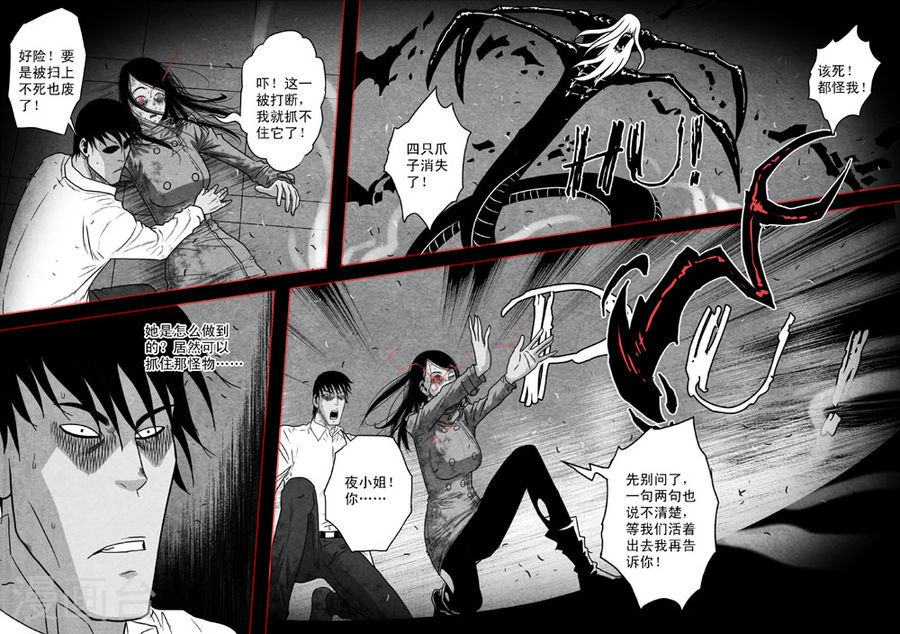 好险！要
是被扫上
不死也废
了！
吓！这一
被打断，
我就抓不
住它了！
四只爪
子消失
了！
该死！
都怪我！
HU!!
她是怎么做到
的？居然可以
抓住那怪物……
夜小姐！
你……
先别问了，
一句两句也
说不清楚，
等我们活着
出去我再告
诉你！
漫画台